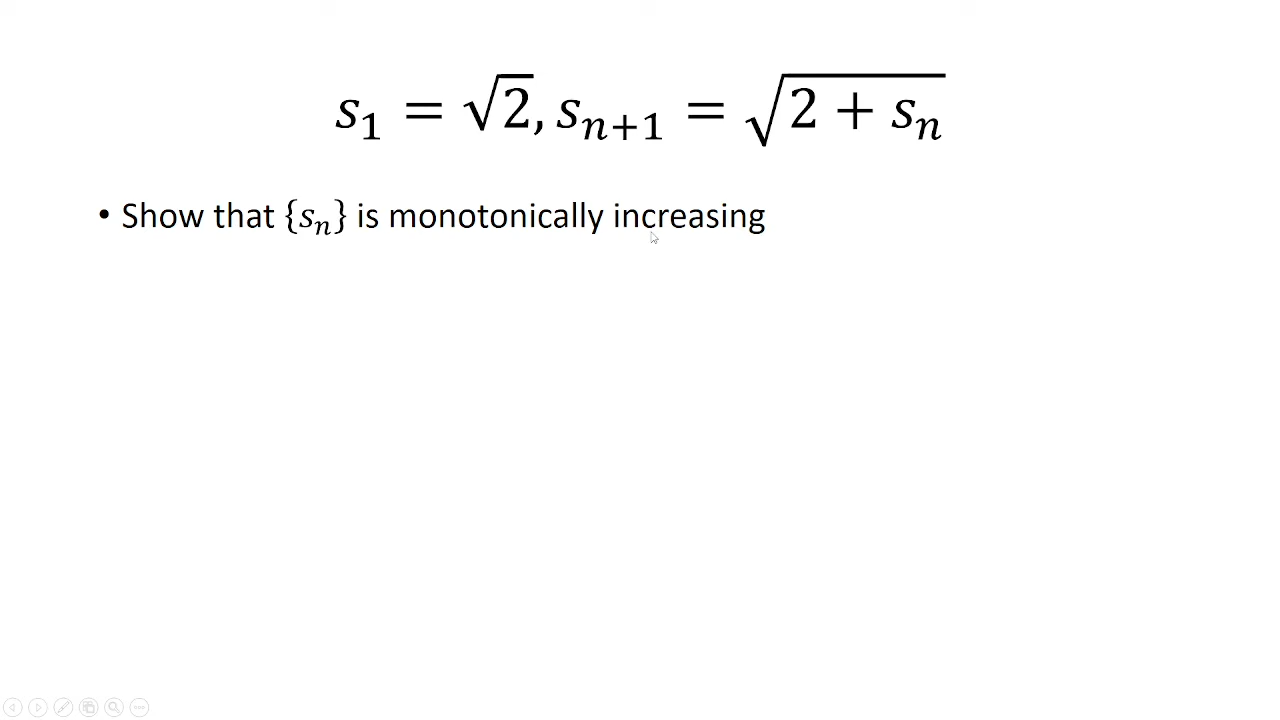 s₁ = √2, sₙ₊₁ = √(2 + sₙ)
• Show that {sₙ} is monotonically increasing